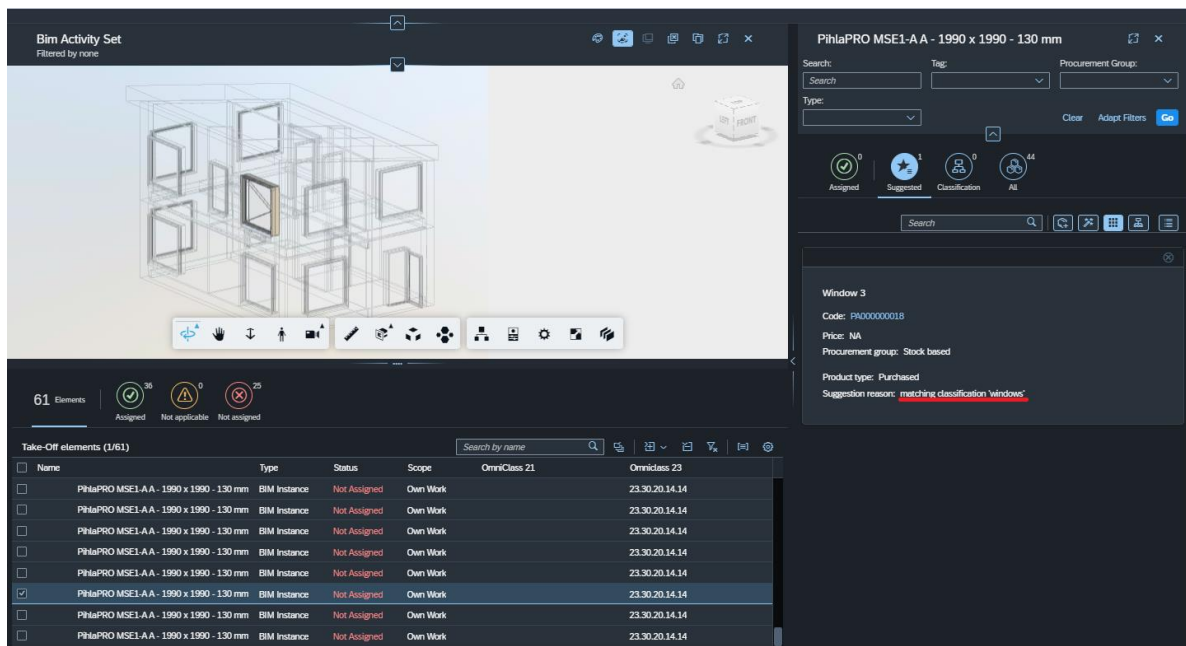 Bim Activity Set
Filtered by none
FRONT
61 Elements
36
Assigned
0
Not applicable
25
Not assigned
Take-Off elements (1/61)
Search by name
Name Type Status Scope OmniClass 21 Omniclass 23
PihlaPRO MSE1-A A - 1990 x 1990 - 130 mm BIM Instance Not Assigned Own Work 23.30.20.14.14
PihlaPRO MSE1-A A - 1990 x 1990 - 130 mm BIM Instance Not Assigned Own Work 23.30.20.14.14
PihlaPRO MSE1-A A - 1990 x 1990 - 130 mm BIM Instance Not Assigned Own Work 23.30.20.14.14
PihlaPRO MSE1-A A - 1990 x 1990 - 130 mm BIM Instance Not Assigned Own Work 23.30.20.14.14
PihlaPRO MSE1-A A - 1990 x 1990 - 130 mm BIM Instance Not Assigned Own Work 23.30.20.14.14
PihlaPRO MSE1-A A - 1990 x 1990 - 130 mm BIM Instance Not Assigned Own Work 23.30.20.14.14
PihlaPRO MSE1-A A - 1990 x 1990 - 130 mm BIM Instance Not Assigned Own Work 23.30.20.14.14
PihlaPRO MSE1-A A - 1990 x 1990 - 130 mm BIM Instance Not Assigned Own Work 23.30.20.14.14
PihlaPRO MSE1-A A - 1990 x 1990 - 130 mm
Search: Tag: Procurement Group:
Search
Type:
Clear Adapt Filters Go
0
Assigned
1
Suggested
0
Classification
44
All
Search
Window 3
Code: PA000000018
Price: NA
Procurement group: Stock based
Product type: Purchased
Suggestion reason: matching classification 'windows'